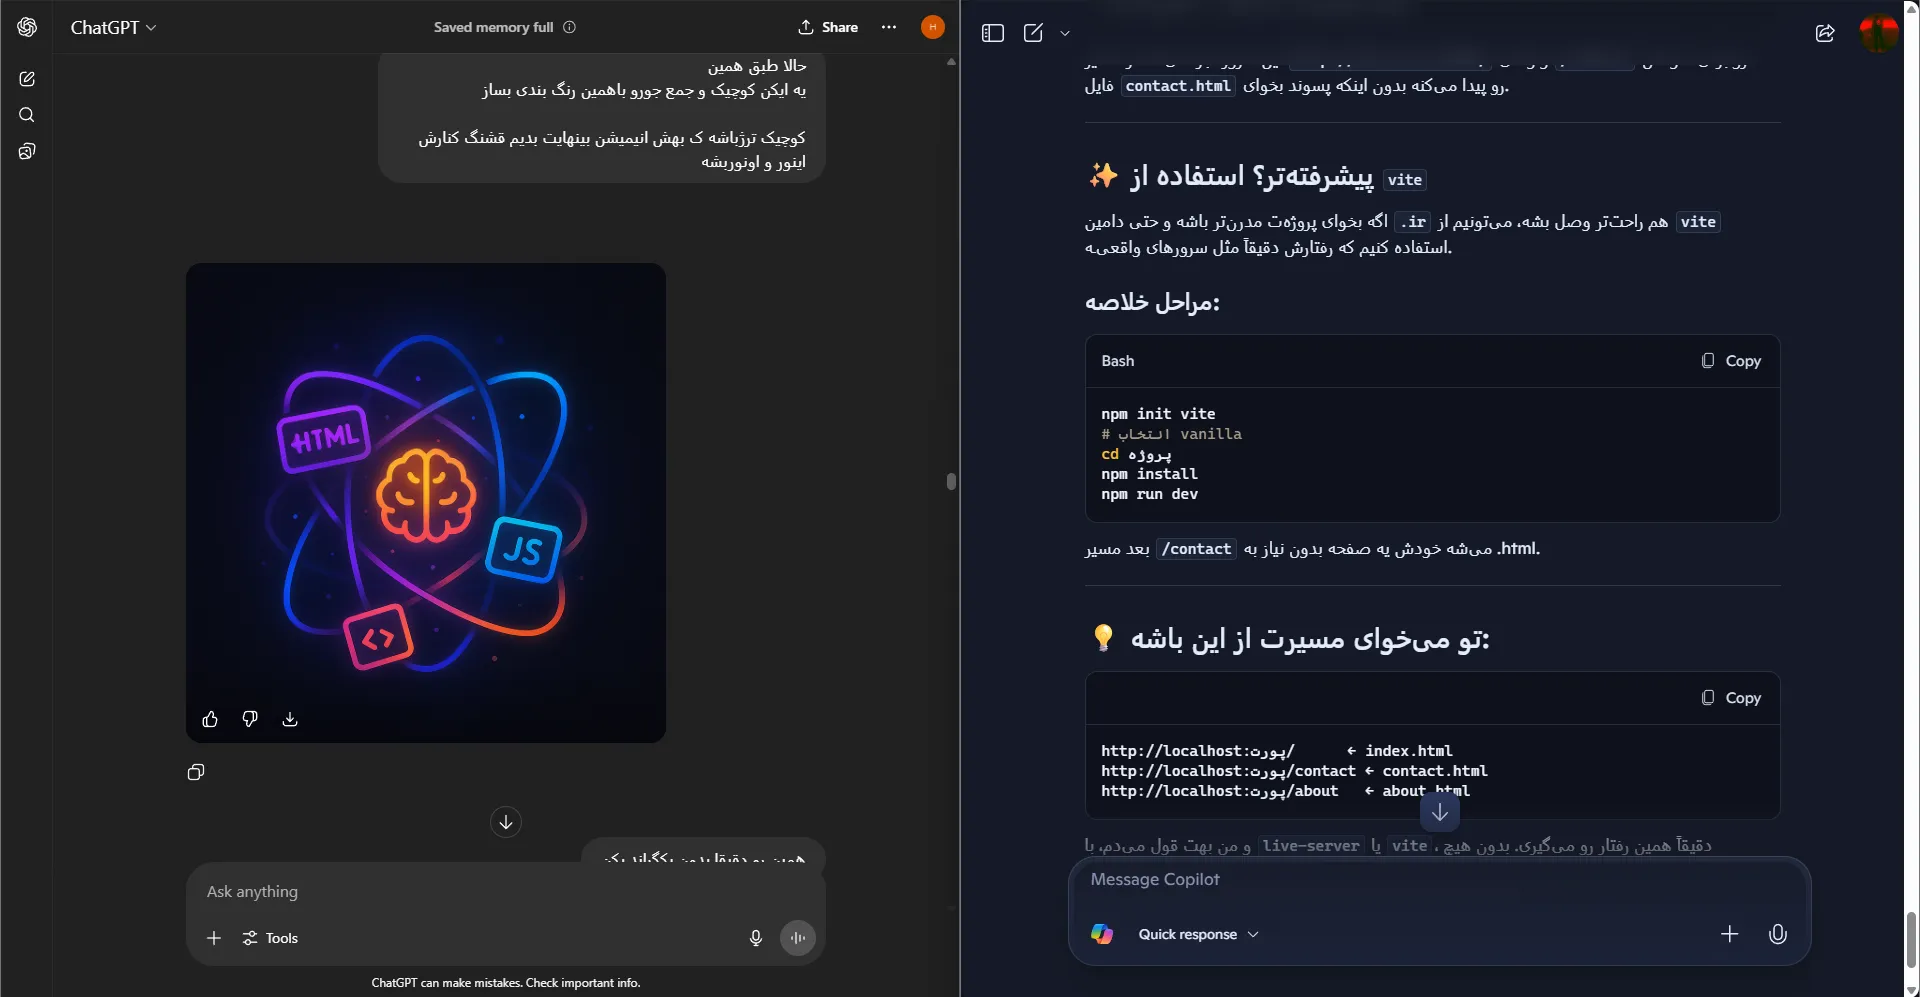 ChatGPT
Saved memory full
Share
H
حالا طبق همین
یه ایکن کوچیک و جمع جورو باهمین رنگ بندی بساز
کوچیک ترژباشه ک بهش انیمیشن بینهایت بدیم قشنگ کنارش
اینور و اونوربشه
HTML
JS
<>
همین رو دقیقا بدون بکگراند بکن
Ask anything
Tools
ChatGPT can make mistakes. Check important info.
فایل contact.html رو پیدا می‌کنه بدون اینکه پسوند بخوای.
✨ پیشرفته‌تر؟ استفاده از vite
اگه بخوای پروژه‌ت مدرن‌تر باشه و حتی دامین .ir هم راحت‌تر وصل بشه، می‌تونیم از vite
استفاده کنیم که رفتارش دقیقاً مثل سرورهای واقعی‌ـه.
مراحل خلاصه:
Bash
Copy
npm init vite
# انتخاب vanilla
cd پروژه
npm install
npm run dev
بعد مسیر /contact می‌شه خودش یه صفحه بدون نیاز به .html.
💡 تو می‌خوای مسیرت از این باشه:
Copy
http://localhost:پورت/ ← index.html
http://localhost:پورت/contact ← contact.html
http://localhost:پورت/about ← about.html
با live-server یا vite، دقیقاً همین رفتار رو می‌گیری. بدون هیچ و من بهت قول می‌دم،
Message Copilot
Quick response